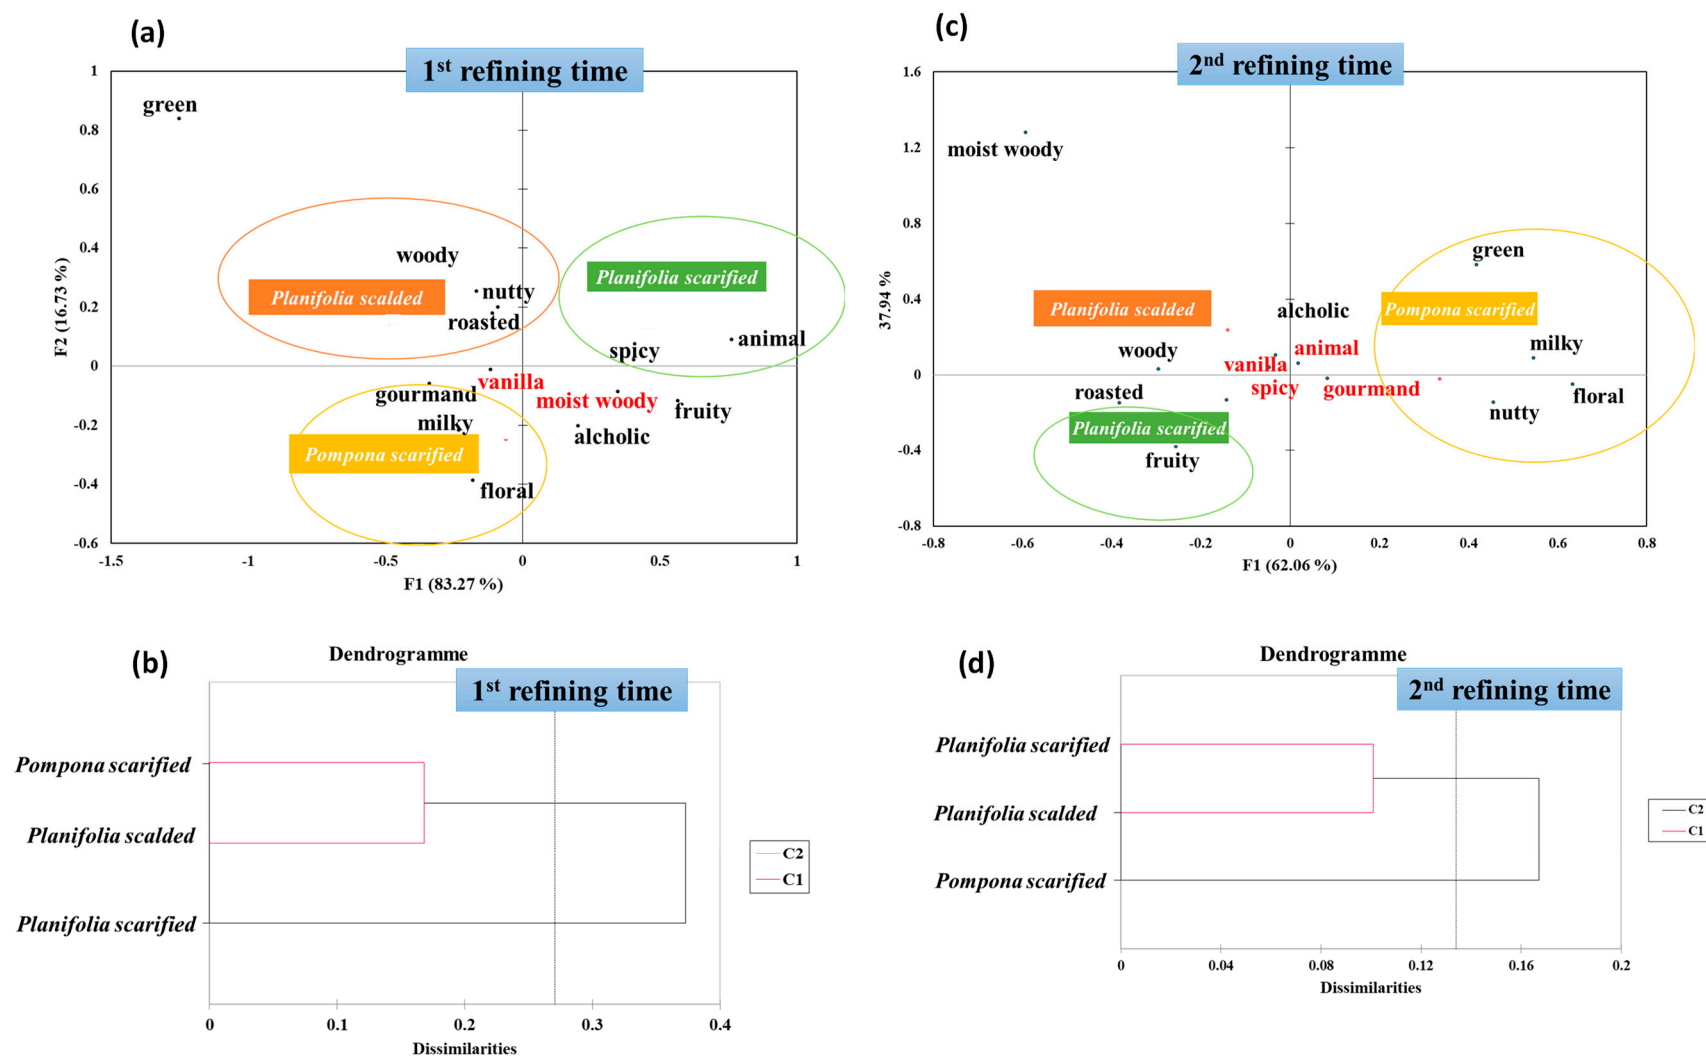 (a)
1st refining time
1
0.8
0.6
0.4
0.2
0
-0.2
-0.4
-0.6
F2 (16.73 %)
green
woody
Planifolia scalded
nutty
roasted
Planifolia scarified
spicy
animal
vanilla
gourmand
moist woody
milky
fruity
alcholic
Pompona scarified
floral
-1.5
-1
-0.5
0
0.5
1
F1 (83.27 %)
(c)
2nd refining time
1.6
1.2
0.8
0.4
0
-0.4
-0.8
37.94 %
moist woody
green
Planifolia scalded
alcholic
Pompona scarified
woody
animal
milky
vanilla
spicy
gourmand
roasted
floral
nutty
Planifolia scarified
fruity
-0.8
-0.6
-0.4
-0.2
0
0.2
0.4
0.6
0.8
F1 (62.06 %)
(b)
Dendrogramme
1st refining time
Pompona scarified
Planifolia scalded
Planifolia scarified
C2
C1
0
0.1
0.2
0.3
0.4
Dissimilarities
(d)
Dendrogramme
2nd refining time
Planifolia scarified
Planifolia scalded
Pompona scarified
C2
C1
0
0.04
0.08
0.12
0.16
0.2
Dissimilarities